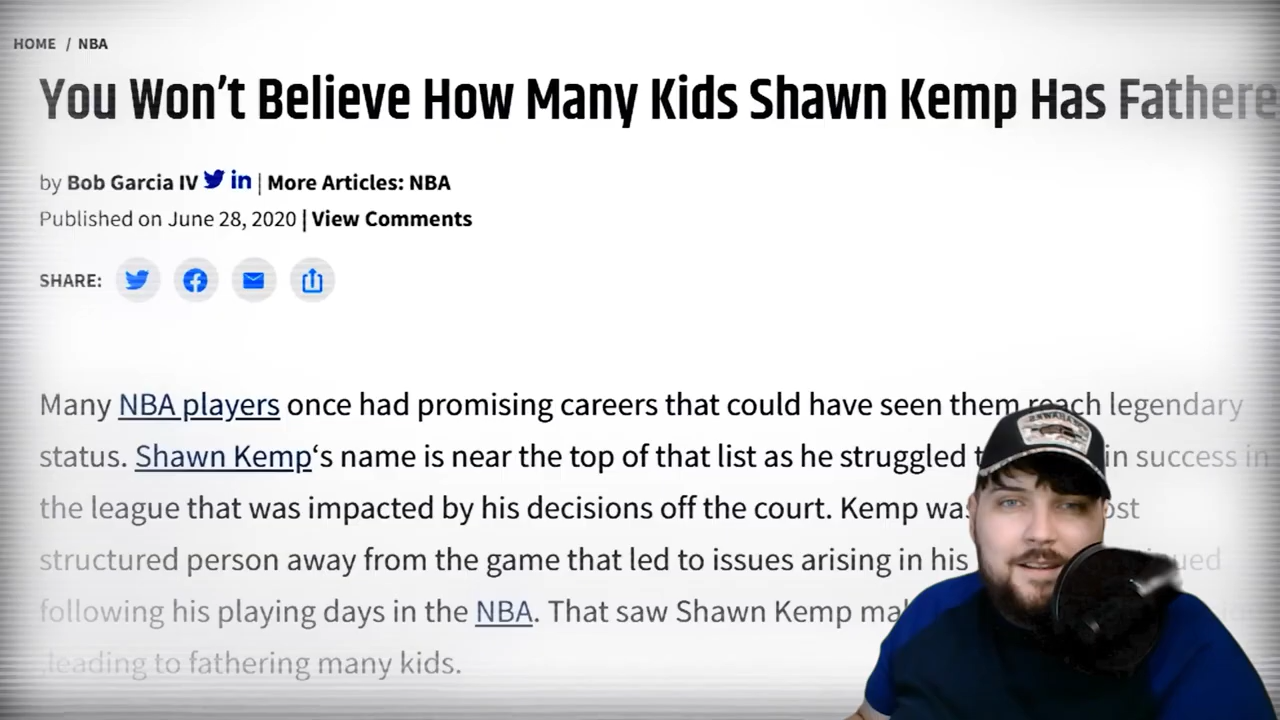 HOME / NBA
You Won’t Believe How Many Kids Shawn Kemp Has Fathere
by Bob Garcia IV in | More Articles: NBA
Published on June 28, 2020 | View Comments
SHARE:
Many NBA players once had promising careers that could have seen them reach legendary
status. Shawn Kemp‘s name is near the top of that list as he struggled in success in
the league that was impacted by his decisions off the court. Kemp was
structured person away from the game that led to issues arising in his
following his playing days in the NBA. That saw Shawn Kemp
leading to fathering many kids.